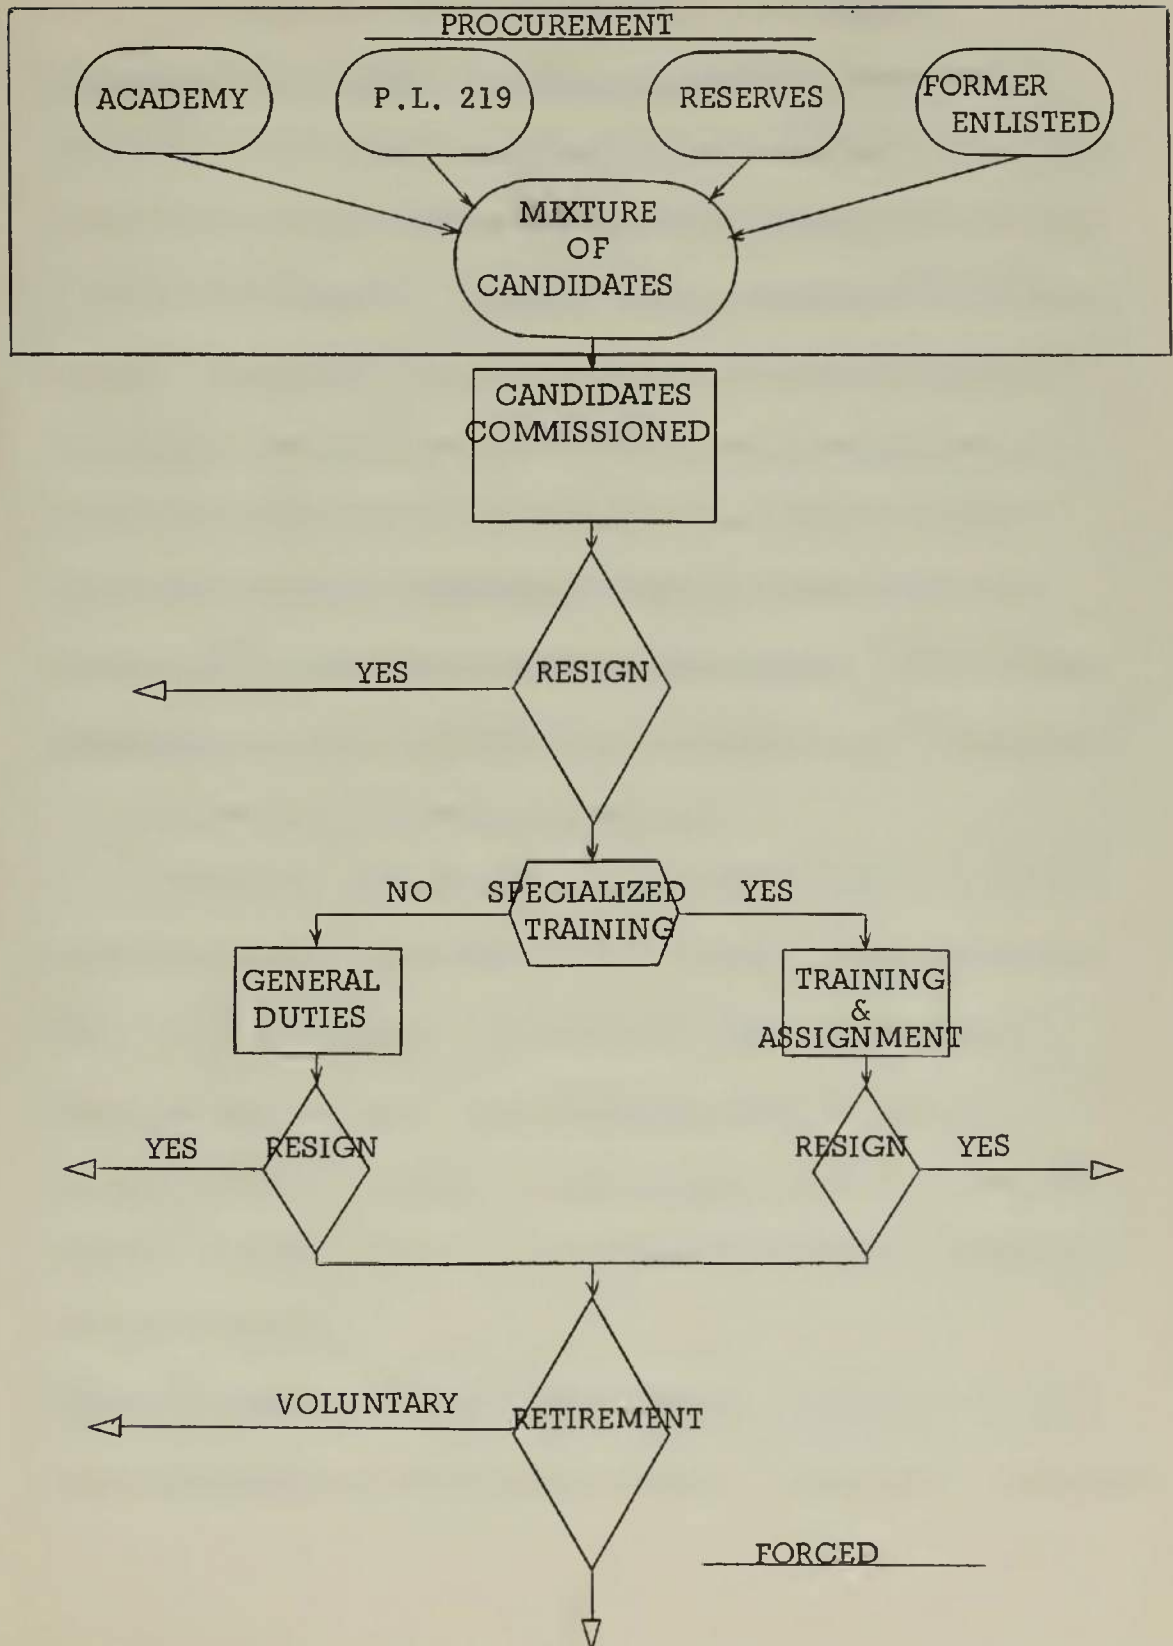 PROCUREMENT
ACADEMY
P.L. 219
RESERVES
FORMER
ENLISTED
MIXTURE
OF
CANDIDATES
CANDIDATES
COMMISSIONED
RESIGN
YES
NO
SPECIALIZED
TRAINING
YES
GENERAL
DUTIES
TRAINING
&
ASSIGNMENT
YES
RESIGN
RESIGN
YES
VOLUNTARY
RETIREMENT
FORCED